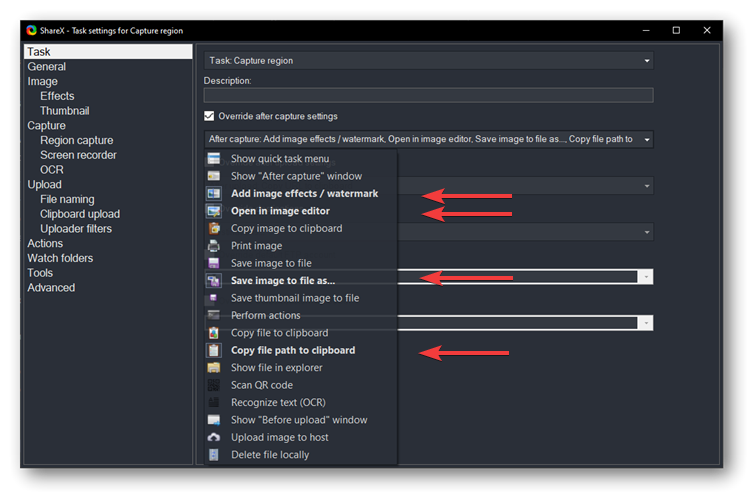 ShareX - Task settings for Capture region
Task
General
Image
Effects
Thumbnail
Capture
Region capture
Screen recorder
OCR
Upload
File naming
Clipboard upload
Uploader filters
Actions
Watch folders
Tools
Advanced
Task: Capture region
Description:
Override after capture settings
After capture: Add image effects / watermark, Open in image editor, Save image to file as..., Copy file path to
Show quick task menu
Show "After capture" window
Add image effects / watermark
Open in image editor
Copy image to clipboard
Print image
Save image to file
Save image to file as...
Save thumbnail image to file
Perform actions
Copy file to clipboard
Copy file path to clipboard
Show file in explorer
Scan QR code
Recognize text (OCR)
Show "Before upload" window
Upload image to host
Delete file locally